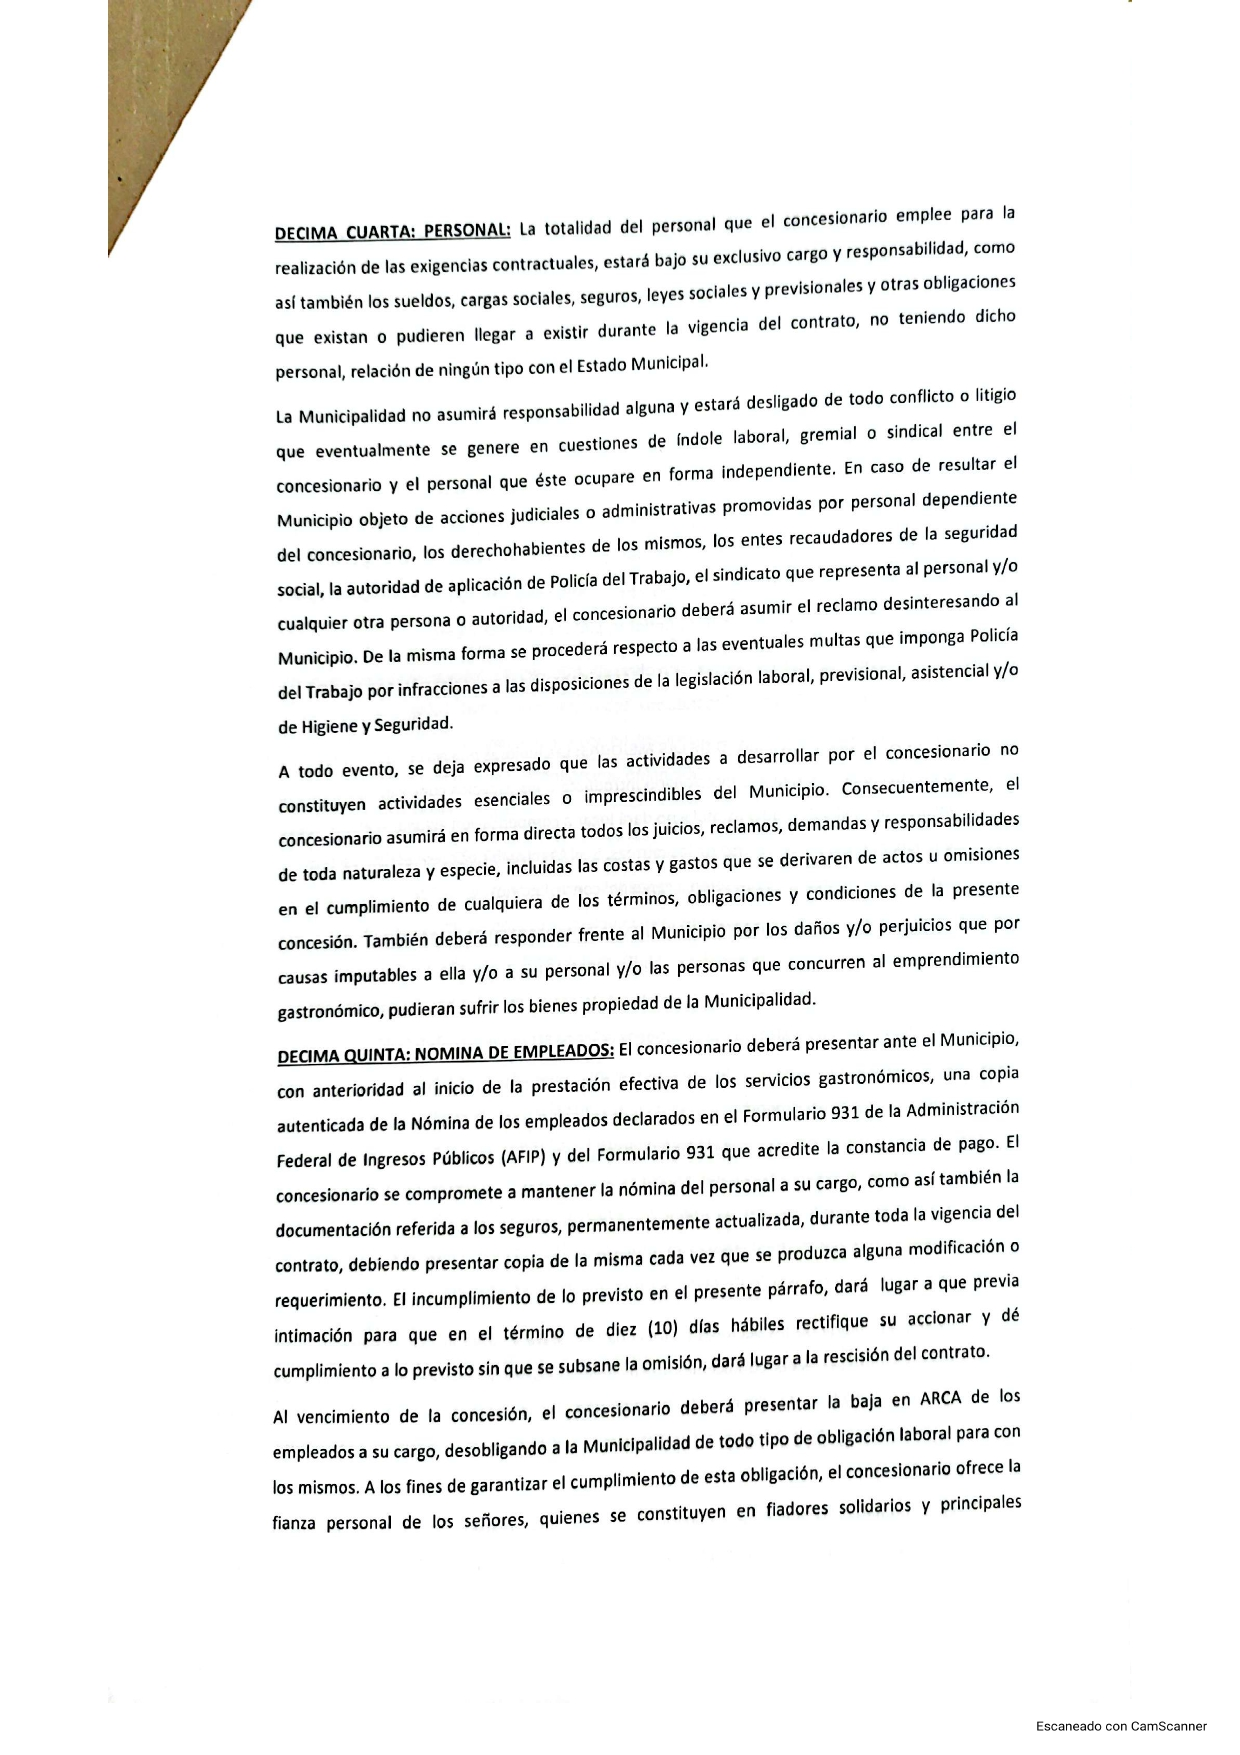 DECIMA CUARTA: PERSONAL: La totalidad del personal que el concesionario emplee para la
realización de las exigencias contractuales, estará bajo su exclusivo cargo y responsabilidad, como
así también los sueldos, cargas sociales, seguros, leyes sociales y previsionales y otras obligaciones
que existan o pudieren llegar a existir durante la vigencia del contrato, no teniendo dicho
personal, relación de ningún tipo con el Estado Municipal.
La Municipalidad no asumirá responsabilidad alguna y estará desligado de todo conflicto o litigio
que eventualmente se genere en cuestiones de índole laboral, gremial o sindical entre el
concesionario y el personal que éste ocupare en forma independiente. En caso de resultar el
Municipio objeto de acciones judiciales o administrativas promovidas por personal dependiente
del concesionario, los derechohabientes de los mismos, los entes recaudadores de la seguridad
social, la autoridad de aplicación de Policía del Trabajo, el sindicato que representa al personal y/o
cualquier otra persona o autoridad, el concesionario deberá asumir el reclamo desinteresando al
Municipio. De la misma forma se procederá respecto a las eventuales multas que imponga Policía
del Trabajo por infracciones a las disposiciones de la legislación laboral, previsional, asistencial y/o
de Higiene y Seguridad.
A todo evento, se deja expresado que las actividades a desarrollar por el concesionario no
constituyen actividades esenciales o imprescindibles del Municipio. Consecuentemente, el
concesionario asumirá en forma directa todos los juicios, reclamos, demandas y responsabilidades
de toda naturaleza y especie, incluidas las costas y gastos que se derivaren de actos u omisiones
en el cumplimiento de cualquiera de los términos, obligaciones y condiciones de la presente
concesión. También deberá responder frente al Municipio por los daños y/o perjuicios que por
causas imputables a ella y/o a su personal y/o las personas que concurren al emprendimiento
gastronómico, pudieran sufrir los bienes propiedad de la Municipalidad.
DECIMA QUINTA: NOMINA DE EMPLEADOS: El concesionario deberá presentar ante el Municipio,
con anterioridad al inicio de la prestación efectiva de los servicios gastronómicos, una copia
autenticada de la Nómina de los empleados declarados en el Formulario 931 de la Administración
Federal de Ingresos Públicos (AFIP) y del Formulario 931 que acredite la constancia de pago. El
concesionario se compromete a mantener la nómina del personal a su cargo, como así también la
documentación referida a los seguros, permanentemente actualizada, durante toda la vigencia del
contrato, debiendo presentar copia de la misma cada vez que se produzca alguna modificación o
requerimiento. El incumplimiento de lo previsto en el presente párrafo, dará lugar a que previa
intimación para que en el término de diez (10) días hábiles rectifique su accionar y dé
cumplimiento a lo previsto sin que se subsane la omisión, dará lugar a la rescisión del contrato.
Al vencimiento de la concesión, el concesionario deberá presentar la baja en ARCA de los
empleados a su cargo, desobligando a la Municipalidad de todo tipo de obligación laboral para con
los mismos. A los fines de garantizar el cumplimiento de esta obligación, el concesionario ofrece la
fianza personal de los señores, quienes se constituyen en fiadores solidarios y principales
Escaneado con CamScanner